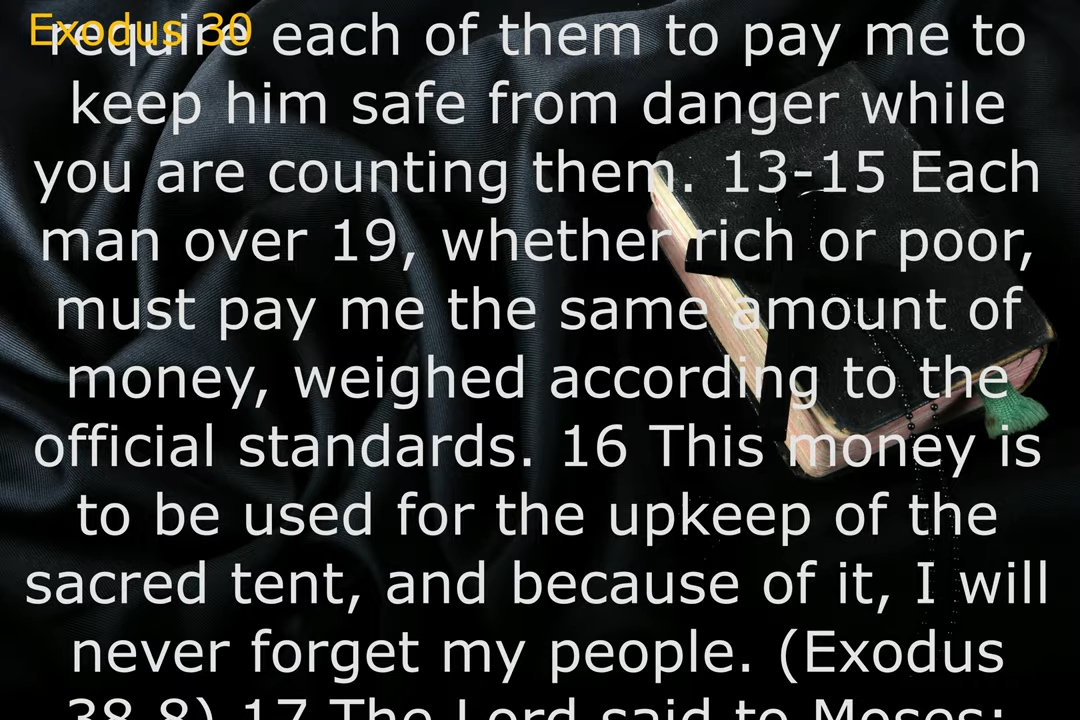 Exodus 30
require each of them to pay me to
keep him safe from danger while
you are counting them. 13-15 Each
man over 19, whether rich or poor,
must pay me the same amount of
money, weighed according to the
official standards. 16 This money is
to be used for the upkeep of the
sacred tent, and because of it, I will
never forget my people. (Exodus
38.8) 17 The Lord said to Moses: